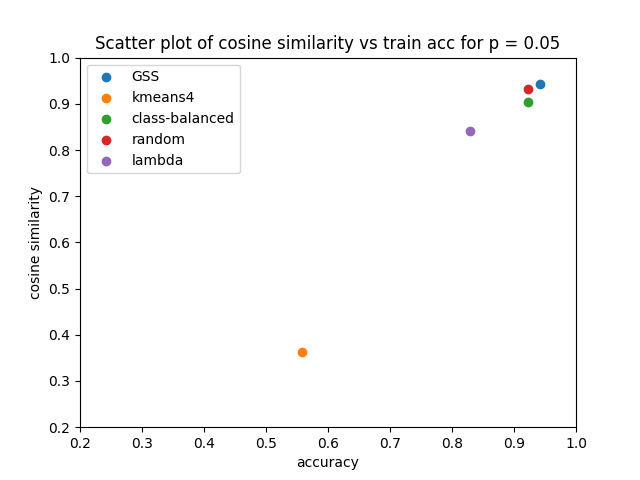 Scatter plot of cosine similarity vs train acc for p = 0.05
1.0
0.9
0.8
0.7
0.6
0.5
0.4
0.3
0.2
cosine similarity
GSS
kmeans4
class-balanced
random
lambda
0.2 0.3 0.4 0.5 0.6 0.7 0.8 0.9 1.0
accuracy